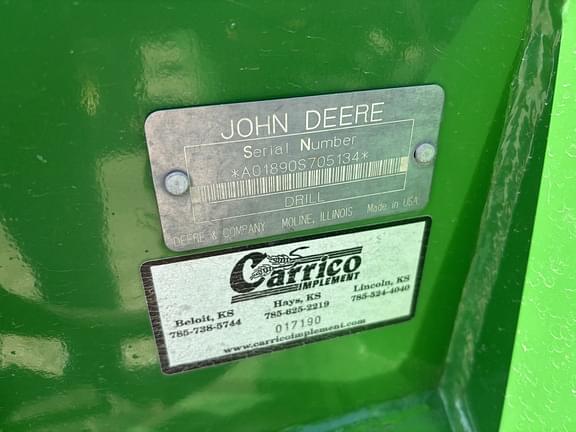 JOHN DEERE
Serial Number
*A01890S705134*
DRILL
DEERE & COMPANY MOLINE, ILLINOIS Made in USA
Carrico
IMPLEMENT
Beloit, KS Hays, KS Lincoln, KS
785-738-5744 785-625-2219 785-524-4040
017190
www.carricoimplement.com